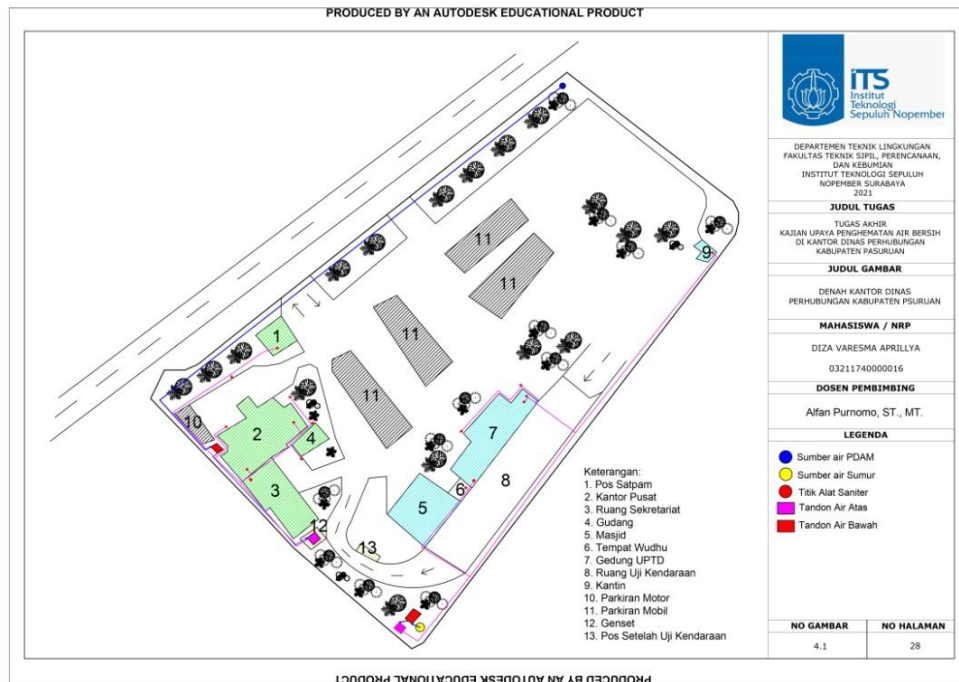 PRODUCED BY AN AUTODESK EDUCATIONAL PRODUCT
iTS
Institut
Teknologi
Sepuluh Nopember
DEPARTEMEN TEKNIK LINGKUNGAN
FAKULTAS TEKNIK SIPIL, PERENCANAAN,
DAN KEBUMIAN
INSTITUT TEKNOLOGI SEPULUH
NOPEMBER SURABAYA
2021
JUDUL TUGAS
TUGAS AKHIR
KAJIAN UPAYA PENGHEMATAN AIR BERSIH
DI KANTOR DINAS PERHUBUNGAN
KABUPATEN PASURUAN
JUDUL GAMBAR
DENAH KANTOR DINAS
PERHUBUNGAN KABUPATEN PSURUAN
MAHASISWA / NRP
DIZA VARESMA APRILLYA
03211740000016
DOSEN PEMBIMBING
Alfan Purnomo, ST., MT.
LEGENDA
Sumber air PDAM
Sumber air Sumur
Titik Alat Saniter
Tandon Air Atas
Tandon Air Bawah
NO GAMBAR
NO HALAMAN
4.1
28
11
9
11
1
11
11
10
2
4
7
3
6
8
5
12
13
Keterangan:
1. Pos Satpam
2. Kantor Pusat
3. Ruang Sekretariat
4. Gudang
5. Masjid
6. Tempat Wudhu
7. Gedung UPTD
8. Ruang Uji Kendaraan
9. Kantin
10. Parkiran Motor
11. Parkiran Mobil
12. Genset
13. Pos Setelah Uji Kendaraan
PRODUCED BY AN AUTODESK EDUCATIONAL PRODUCT